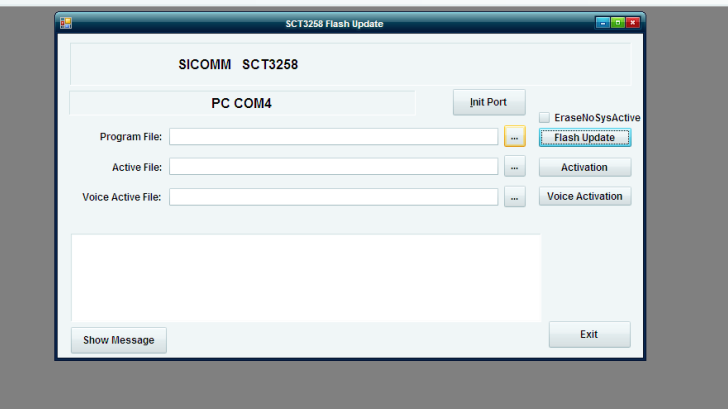 SCT3258 Flash Update
SICOMM SCT3258
PC COM4
Init Port
EraseNoSysActive
Program File:
...
Flash Update
Active File:
...
Activation
Voice Active File:
...
Voice Activation
Show Message
Exit